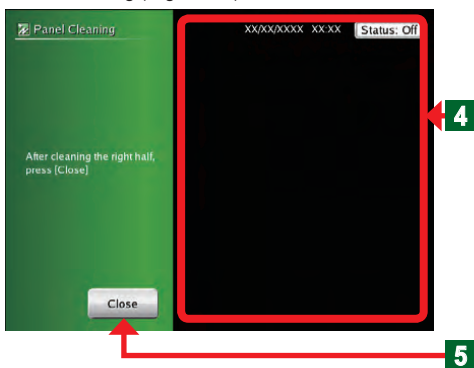 Panel Cleaning
XX/XX/XXXX XX:XX
Status: Off
4
After cleaning the right half,
press [Close]
Close
5